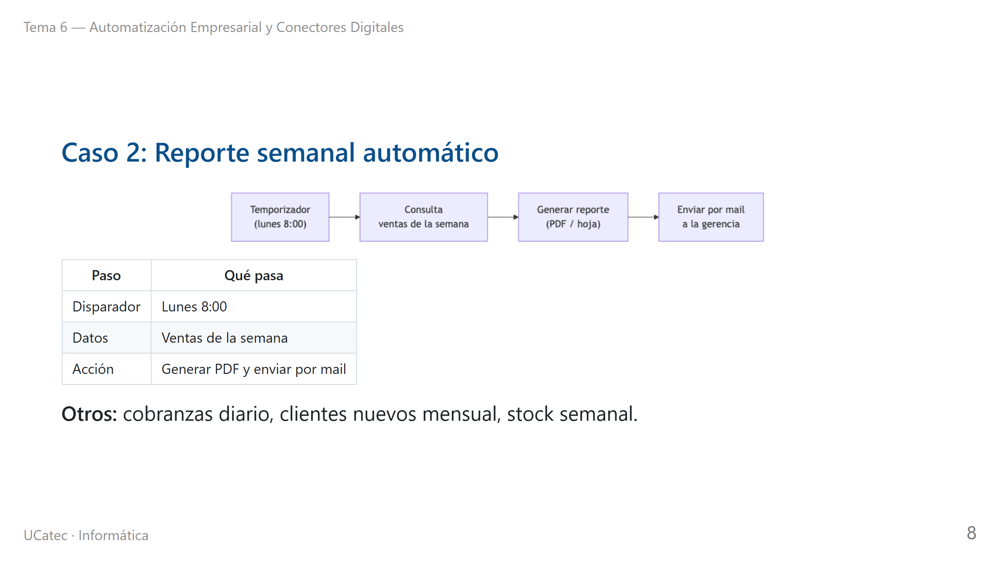 Tema 6 — Automatización Empresarial y Conectores Digitales
Caso 2: Reporte semanal automático
Temporizador
(lunes 8:00)
Consulta
ventas de la semana
Generar reporte
(PDF / hoja)
Enviar por mail
a la gerencia
Paso Qué pasa
Disparador Lunes 8:00
Datos Ventas de la semana
Acción Generar PDF y enviar por mail
Otros: cobranzas diario, clientes nuevos mensual, stock semanal.
UCatec · Informática
8